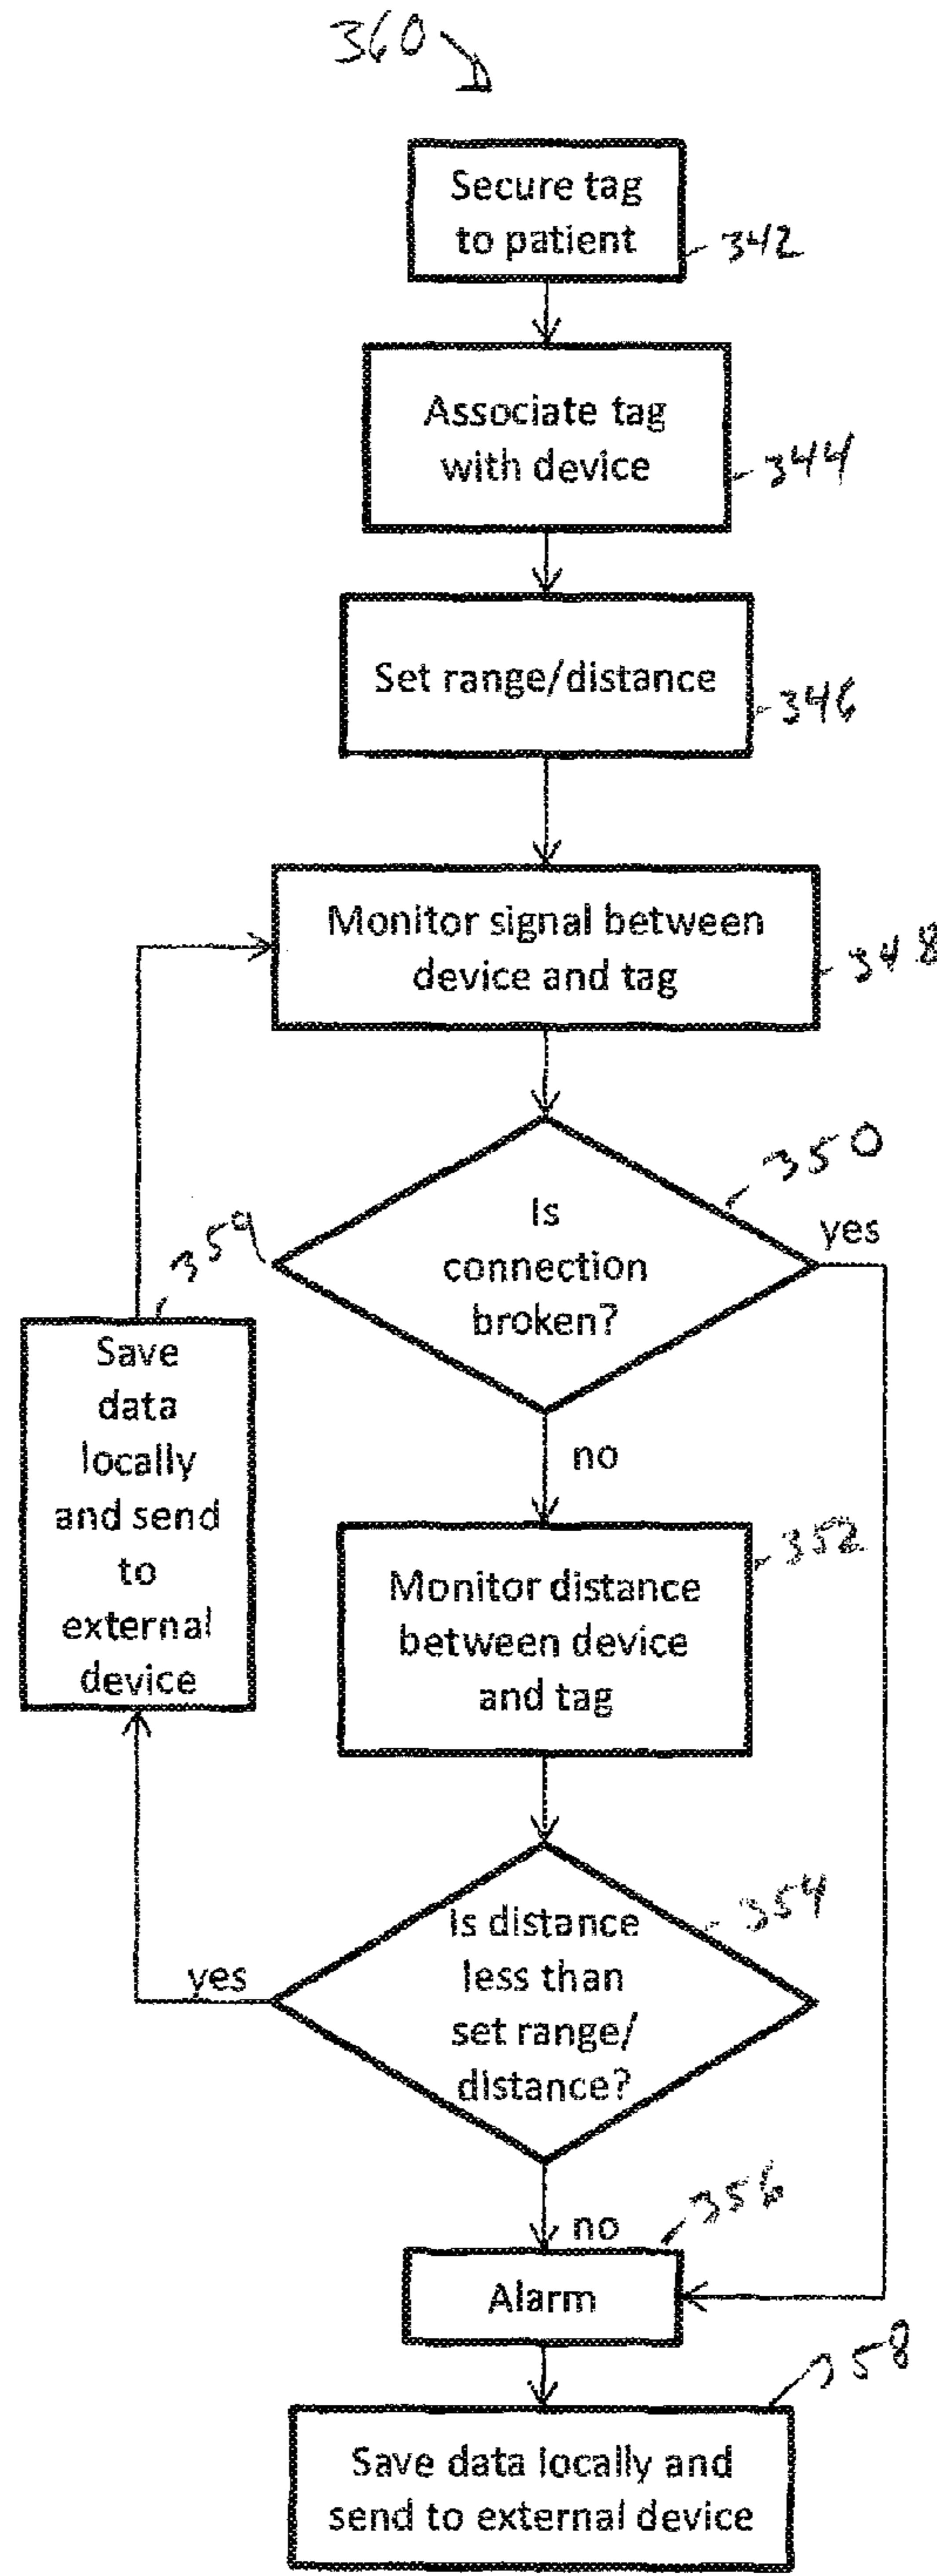 360
Secure tag
to patient
342
Associate tag
with device
344
Set range/distance
346
Monitor signal between
device and tag
348
350
Is
connection
broken?
yes
359
Save
data
locally
and send
to
external
device
no
352
Monitor distance
between device
and tag
354
Is distance
less than
set range/
distance?
yes
no
356
Alarm
358
Save data locally and
send to external device